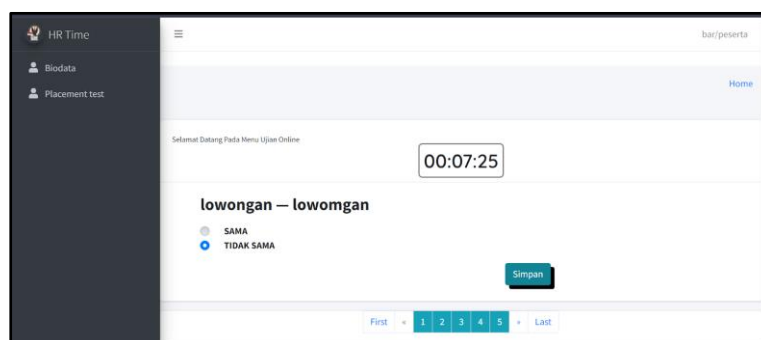 HR Time
bar/peserta
Biodata
Placement test
Home
Selamat Datang Pada Menu Ujian Online
00:07:25
lowongan — lowomgan
SAMA
TIDAK SAMA
Simpan
First « 1 2 3 4 5 » Last